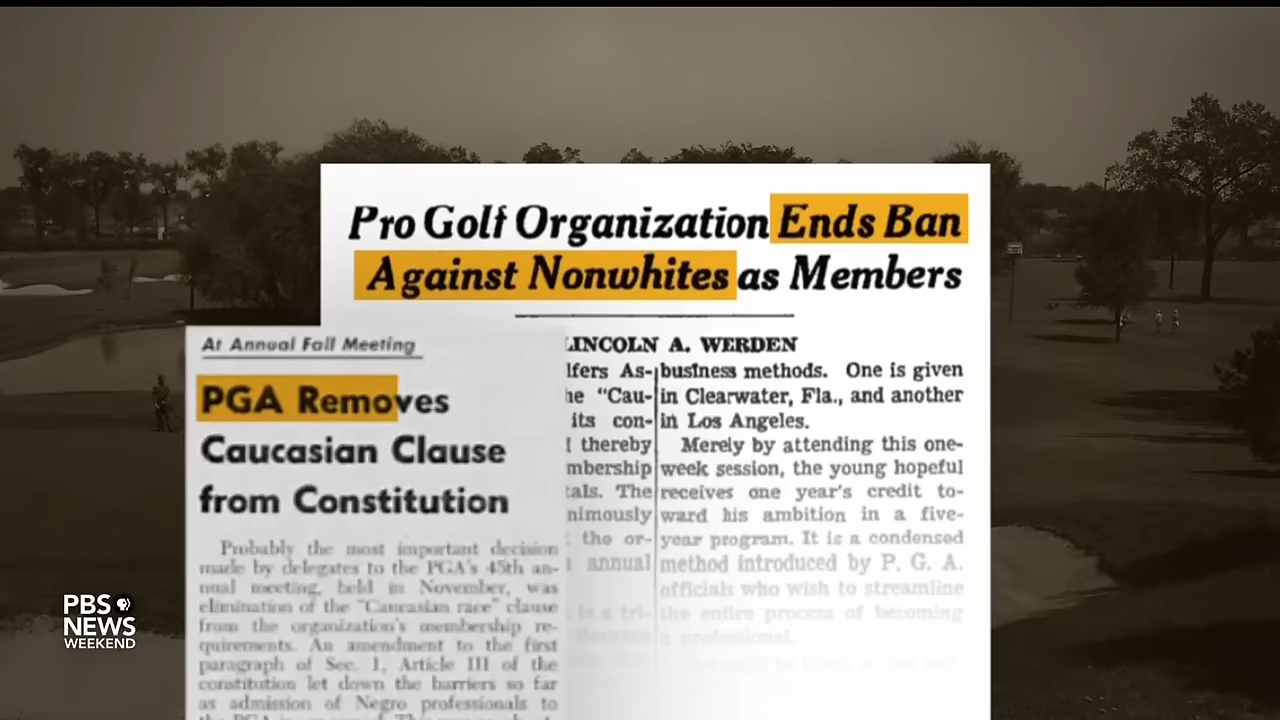 Pro Golf Organization Ends Ban
Against Nonwhites as Members
LINCOLN A. WERDEN
lfers As-
he "Cau-
its con-
thereby
mbership
tals. The
nimously
the or-
annual
is a tri-
business methods. One is given
in Clearwater, Fla., and another
in Los Angeles.
Merely by attending this one-
week session, the young hopeful
receives one year's credit to-
ward his ambition in a five-
year program. It is a condensed
method introduced by P. G. A.
officials who wish to streamline
the entire process of becoming
a professional.
At Annual Fall Meeting
PGA Removes
Caucasian Clause
from Constitution
Probably the most important decision
made by delegates to the PGA's 45th an-
nual meeting, held in November, was
elimination of the "Caucasian race" clause
from the organization's membership re-
quirements. An amendment to the first
paragraph of Sec. 1, Article III of the
constitution let down the barriers so far
as admission of Negro professionals to
PBS
NEWS
WEEKEND